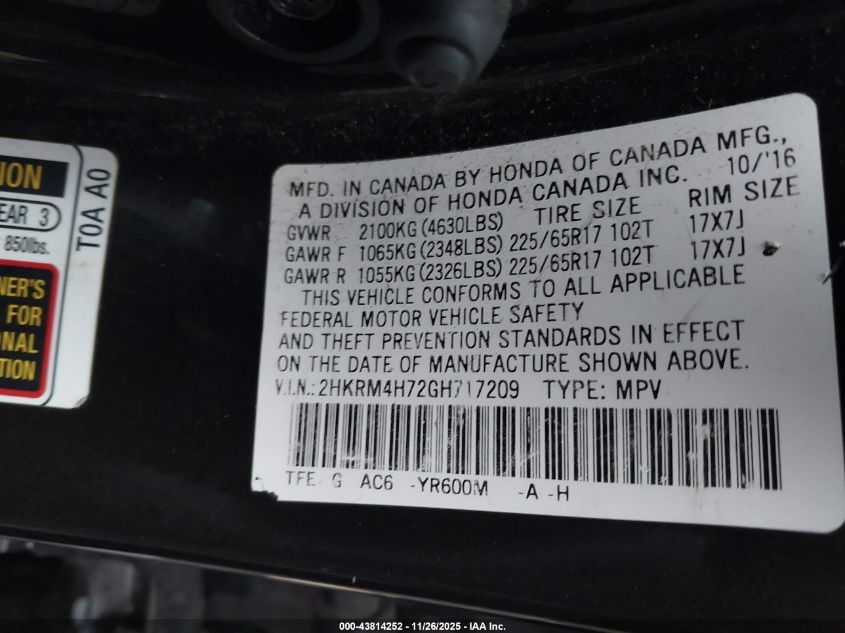 MFD. IN CANADA BY HONDA OF CANADA MFG.,
A DIVISION OF HONDA CANADA INC. 10/'16
GVWR 2100KG(4630LBS) TIRE SIZE RIM SIZE
GAWR F 1065KG(2348LBS) 225/65R17 102T 17X7J
GAWR R 1055KG(2326LBS) 225/65R17 102T 17X7J
THIS VEHICLE CONFORMS TO ALL APPLICABLE
FEDERAL MOTOR VEHICLE SAFETY
AND THEFT PREVENTION STANDARDS IN EFFECT
ON THE DATE OF MANUFACTURE SHOWN ABOVE.
V.I.N.: 2HKRM4H72GH717209 TYPE: MPV
TFE G AC6 -YR600M -A -H
TION
EAR 3
850lbs.
NER'S
FOR
ONAL
TION
T0A A0
000-43814252 | 11/26/2025 - IAA Inc.